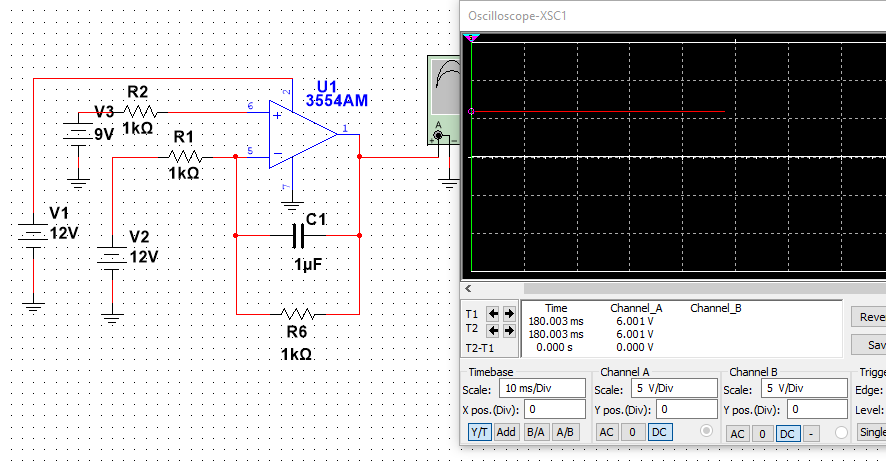 Oscilloscope-XSC1
U1
3554AM
R2
1kΩ
V3
9V
R1
1kΩ
2
6
1
5
7
+
−
A
+
−
V1
12V
V2
12V
C1
1µF
R6
1kΩ
T1
T2
T2-T1
Time Channel_A Channel_B
180.003 ms 6.001 V
180.003 ms 6.001 V
0.000 s 0.000 V
Reve
Sav
Timebase
Scale: 10 ms/Div
X pos.(Div): 0
Y/T Add B/A A/B
Channel A
Scale: 5 V/Div
Y pos.(Div): 0
AC 0 DC
Channel B
Scale: 5 V/Div
Y pos.(Div): 0
AC 0 DC -
Trigge
Edge:
Level:
Single